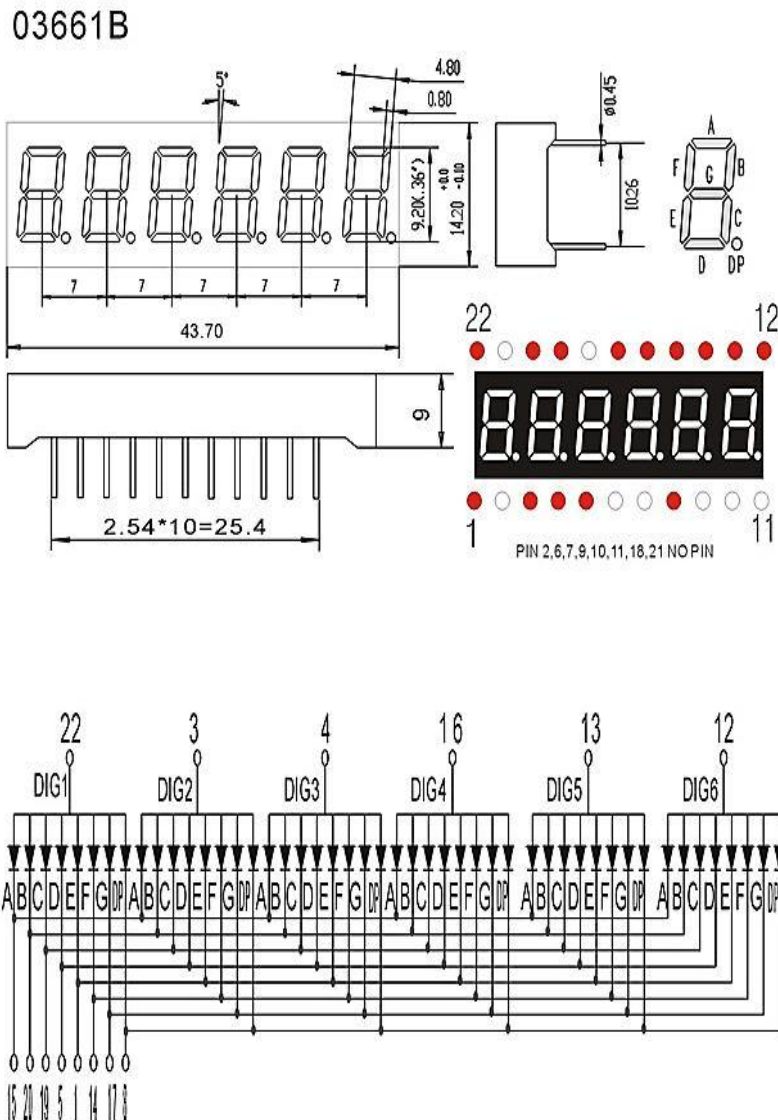 03661B
5°
4.80
0.80
9.20(.36")
14.20 +0.0 -0.10
ø0.45
10.26
A
F G B
E C
D DP
7 7 7 7 7
43.70
22 12
9
2.54*10=25.4
1 11
PIN 2,6,7,9,10,11,18,21 NO PIN
22 3 4 16 13 12
DIG1 DIG2 DIG3 DIG4 DIG5 DIG6
A B C D E F G DP A B C D E F G DP A B C D E F G DP A B C D E F G DP A B C D E F G DP A B C D E F G DP
15 20 19 5 1 14 17 8